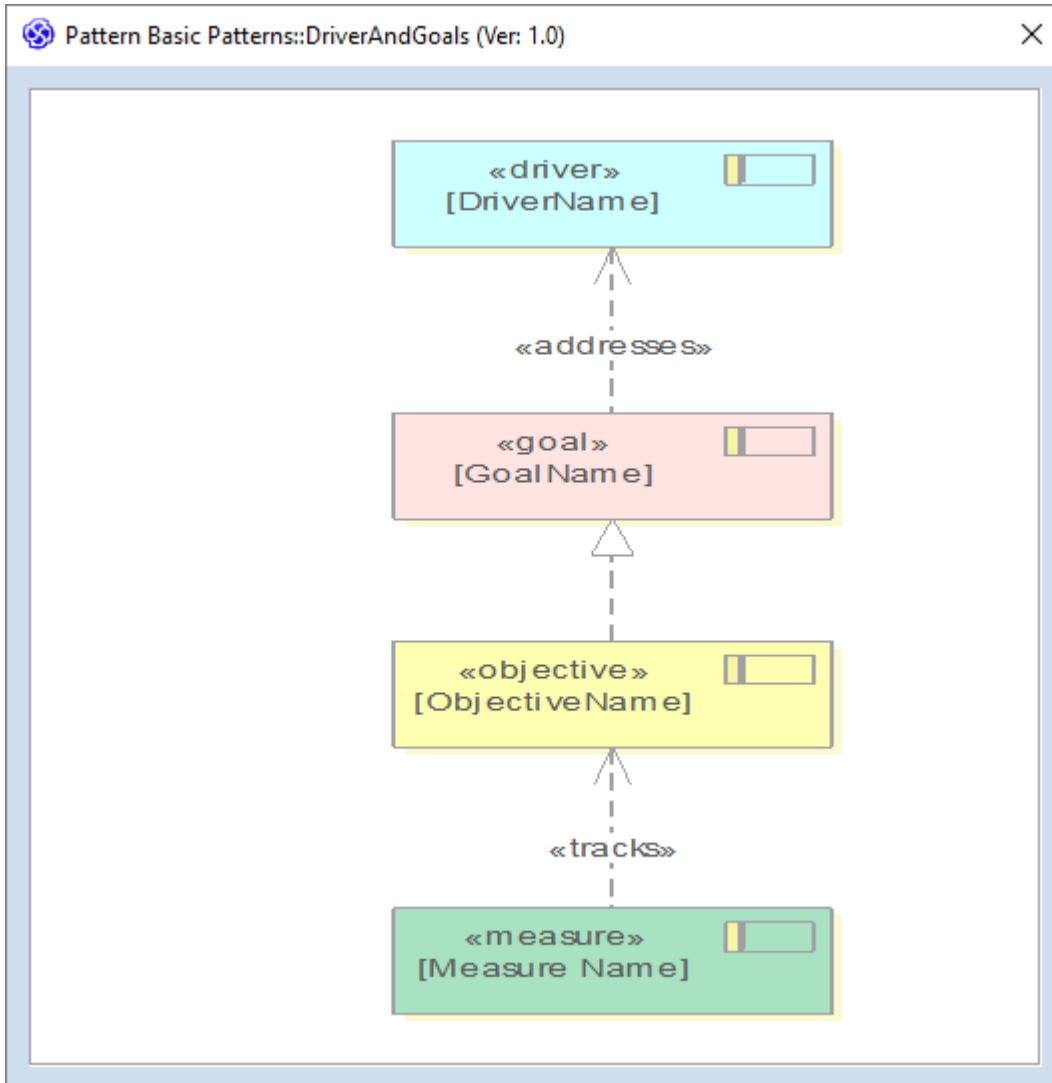 Pattern Basic Patterns::DriverAndGoals (Ver: 1.0)
«driver»
[DriverName]
«addresses»
«goal»
[GoalName]
«objective»
[ObjectiveName]
«tracks»
«measure»
[Measure Name]